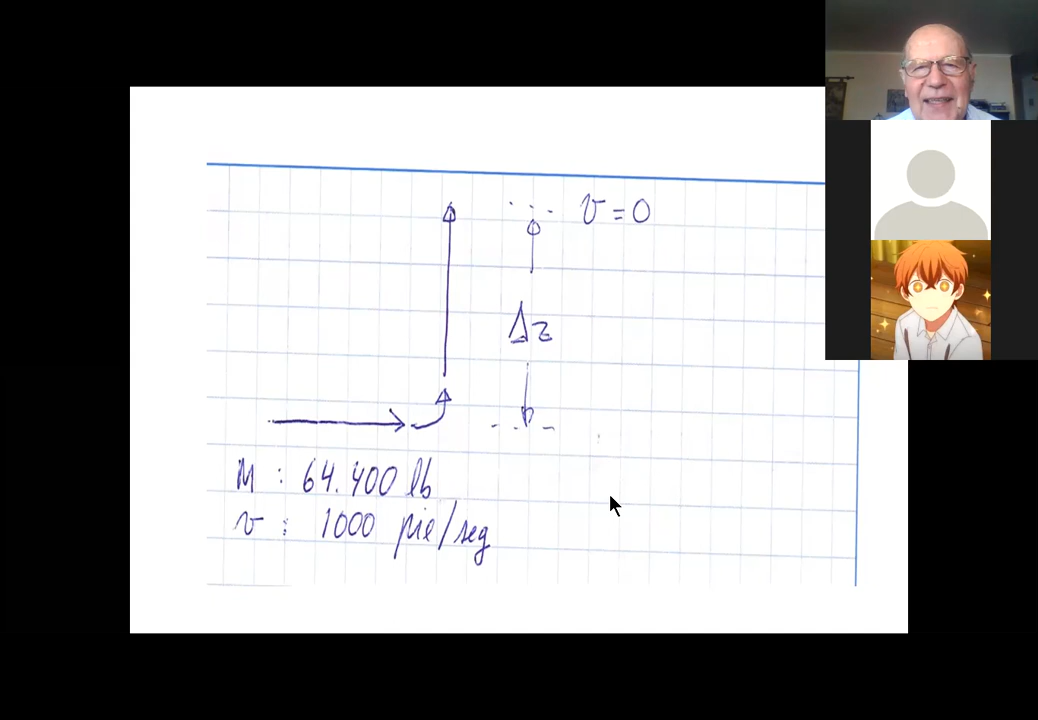 v = 0
Δz
M : 64.400 lb
v : 1000 pie/seg